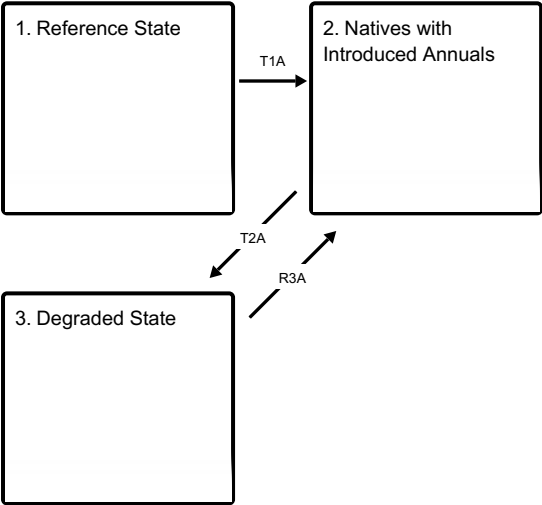 1. Reference State
T1A
2. Natives with
Introduced Annuals
T2A
R3A
3. Degraded State